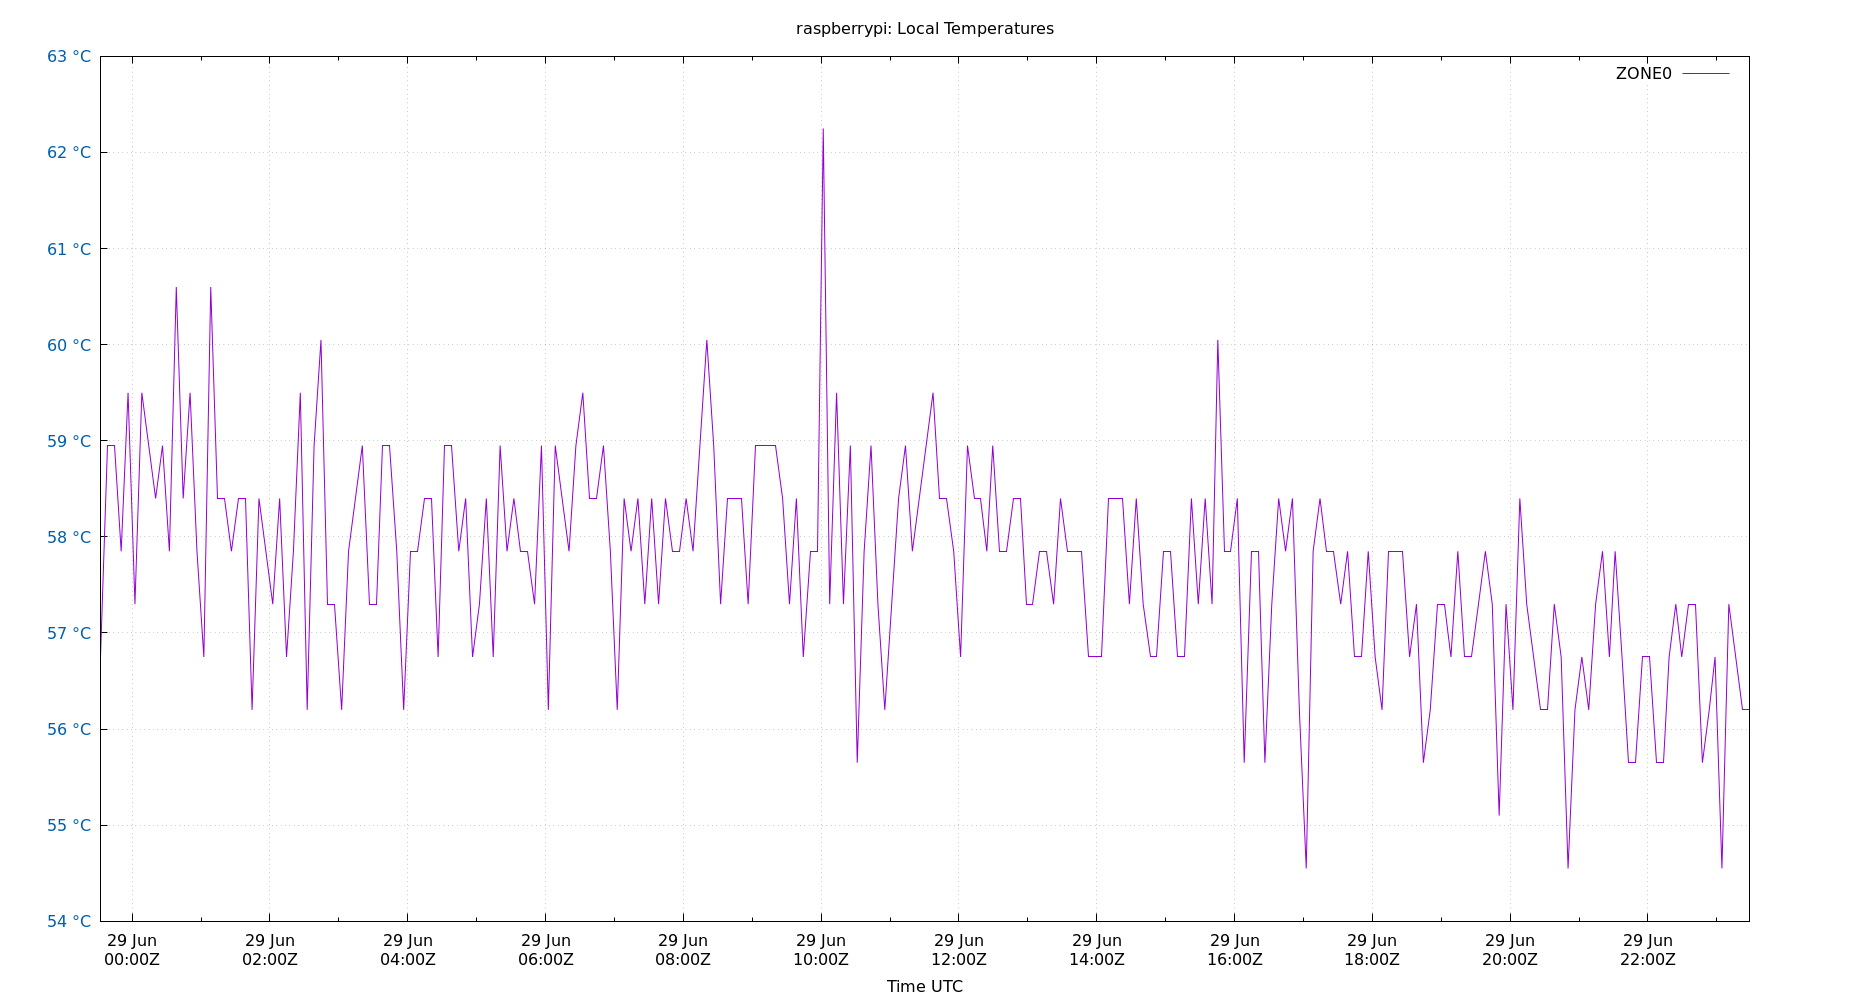 raspberrypi: Local Temperatures
ZONE0
63 °C
62 °C
61 °C
60 °C
59 °C
58 °C
57 °C
56 °C
55 °C
54 °C
29 Jun 29 Jun 29 Jun 29 Jun 29 Jun 29 Jun 29 Jun 29 Jun 29 Jun 29 Jun 29 Jun 29 Jun
00:00Z 02:00Z 04:00Z 06:00Z 08:00Z 10:00Z 12:00Z 14:00Z 16:00Z 18:00Z 20:00Z 22:00Z
Time UTC